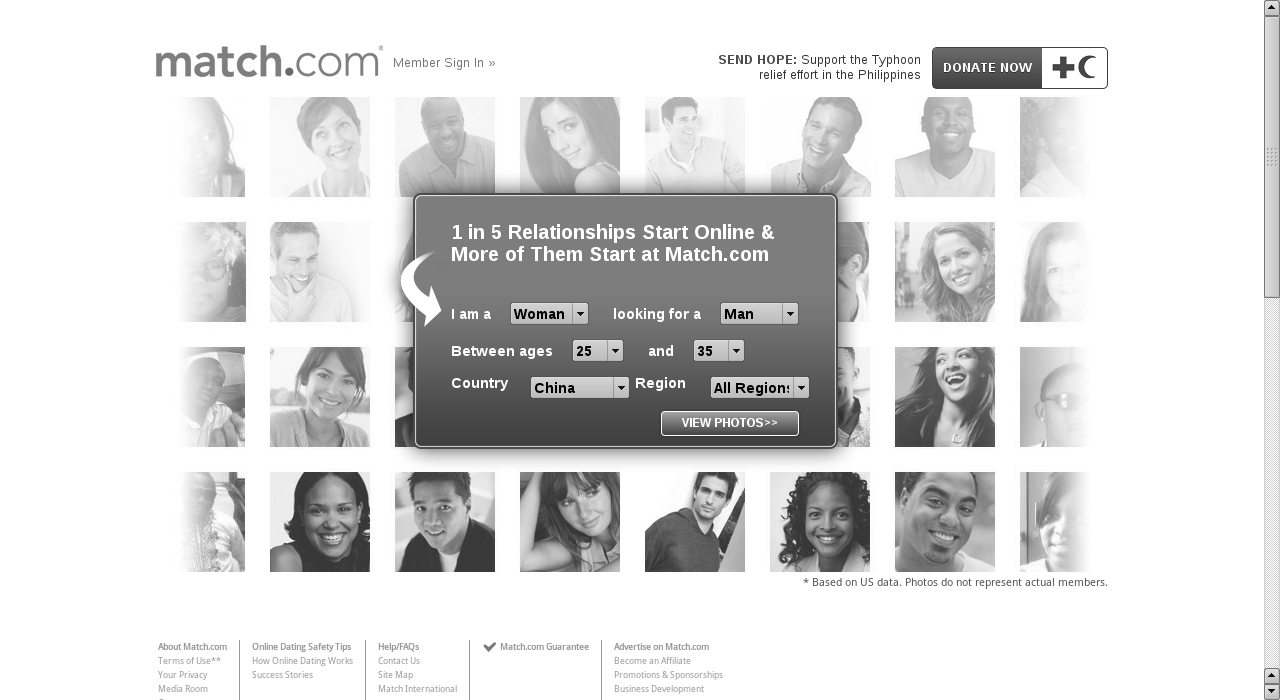 match.com®
Member Sign In »
SEND HOPE: Support the Typhoon
relief effort in the Philippines
DONATE NOW
1 in 5 Relationships Start Online &
More of Them Start at Match.com
I am a Woman looking for a Man
Between ages 25 and 35
Country China Region All Regions
VIEW PHOTOS>>
* Based on US data. Photos do not represent actual members.
About Match.com
Terms of Use**
Your Privacy
Media Room
Online Dating Safety Tips
How Online Dating Works
Success Stories
Help/FAQs
Contact Us
Site Map
Match International
Match.com Guarantee
Advertise on Match.com
Become an Affiliate
Promotions & Sponsorships
Business Development